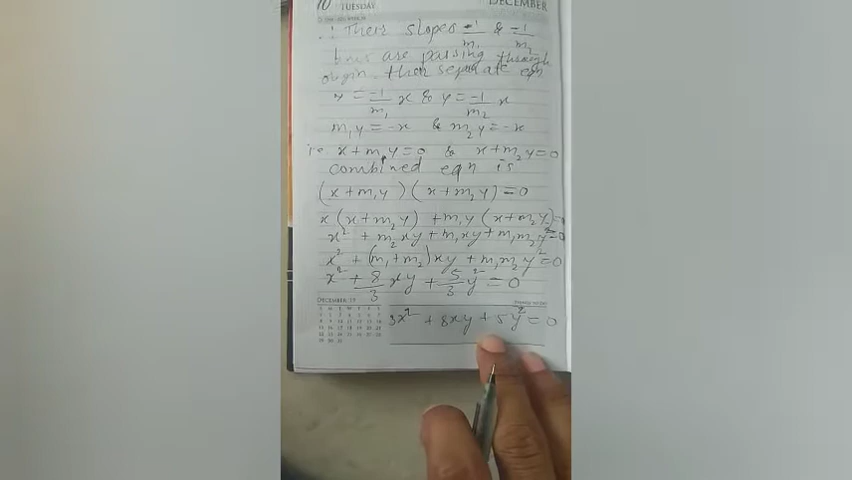 10 TUESDAY DECEMBER
∴ Their slopes -1/m₁ & -1/m₂
lines are passing through
origin. then separate eqn
y = -1/m₁ x & y = -1/m₂ x
m₁y = -x & m₂y = -x
i.e x + m₁y = 0 & x + m₂y = 0
combined eqn is
(x + m₁y)(x + m₂y) = 0
x(x + m₂y) + m₁y(x + m₂y) = 0
x² + m₂xy + m₁xy + m₁m₂y² = 0
x² + (m₁+m₂)xy + m₁m₂y² = 0
x² + 8/3 xy + 5/3 y² = 0
3x² + 8xy + 5y² = 0